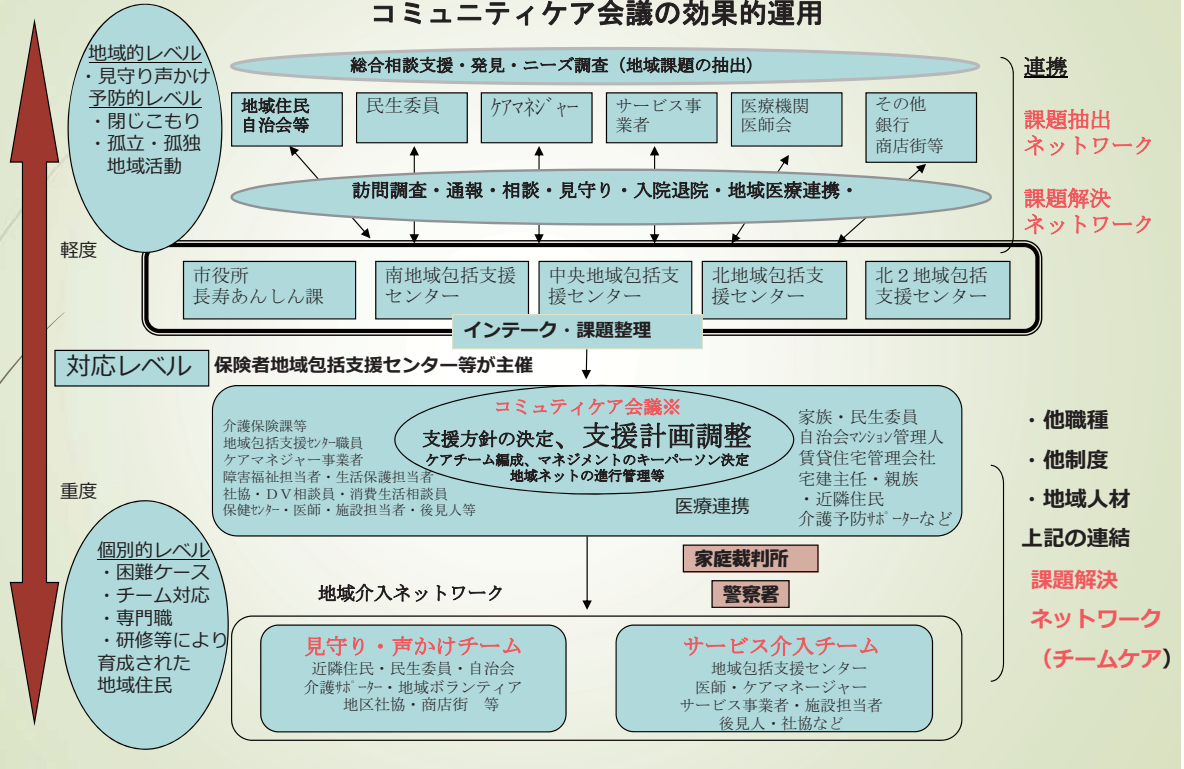 コミュニティケア会議の効果的運用
地域的レベル
・見守り声かけ
予防的レベル
・閉じこもり
・孤立・孤独
地域活動
総合相談支援・発見・ニーズ調査（地域課題の抽出）
地域住民
自治会等
民生委員
ｹｱﾏﾈｼﾞｬｰ
サービス事
業者
医療機関
医師会
その他
銀行
商店街等
訪問調査・通報・相談・見守り・入院退院・地域医療連携・
連携
課題抽出
ネットワーク
課題解決
ネットワーク
軽度
市役所
長寿あんしん課
南地域包括支援
センター
中央地域包括支
援センター
北地域包括支
援センター
北２地域包括
支援センター
インテーク・課題整理
対応レベル
保険者地域包括支援センター等が主催
コミュティケア会議※
支援方針の決定、支援計画調整
ケアチーム編成、マネジメントのキーパーソン決定
地域ネットの進行管理等
介護保険課等
地域包括支援ｾﾝﾀｰ職員
ケアマネジャー事業者
障害福祉担当者・生活保護担当者
社協・ＤＶ相談員・消費生活相談員
保健ｾﾝﾀｰ・医師・施設担当者・後見人等
医療連携
家族・民生委員
自治会ﾏﾝｼｮﾝ管理人
賃貸住宅管理会社
宅建主任・親族
・近隣住民
介護予防ｻﾎﾟｰﾀｰなど
・他職種
・他制度
・地域人材
上記の連結
課題解決
ネットワーク
（チームケア）
重度
個別的レベル
・困難ケース
・チーム対応
・専門職
・研修等により
育成された
地域住民
家庭裁判所
警察署
地域介入ネットワーク
見守り・声かけチーム
近隣住民・民生委員・自治会
介護ｻﾎﾟｰﾀｰ・地域ボランティア
地区社協・商店街　等
サービス介入チーム
地域包括支援センター
医師・ケアマネージャー
サービス事業者・施設担当者
後見人・社協など